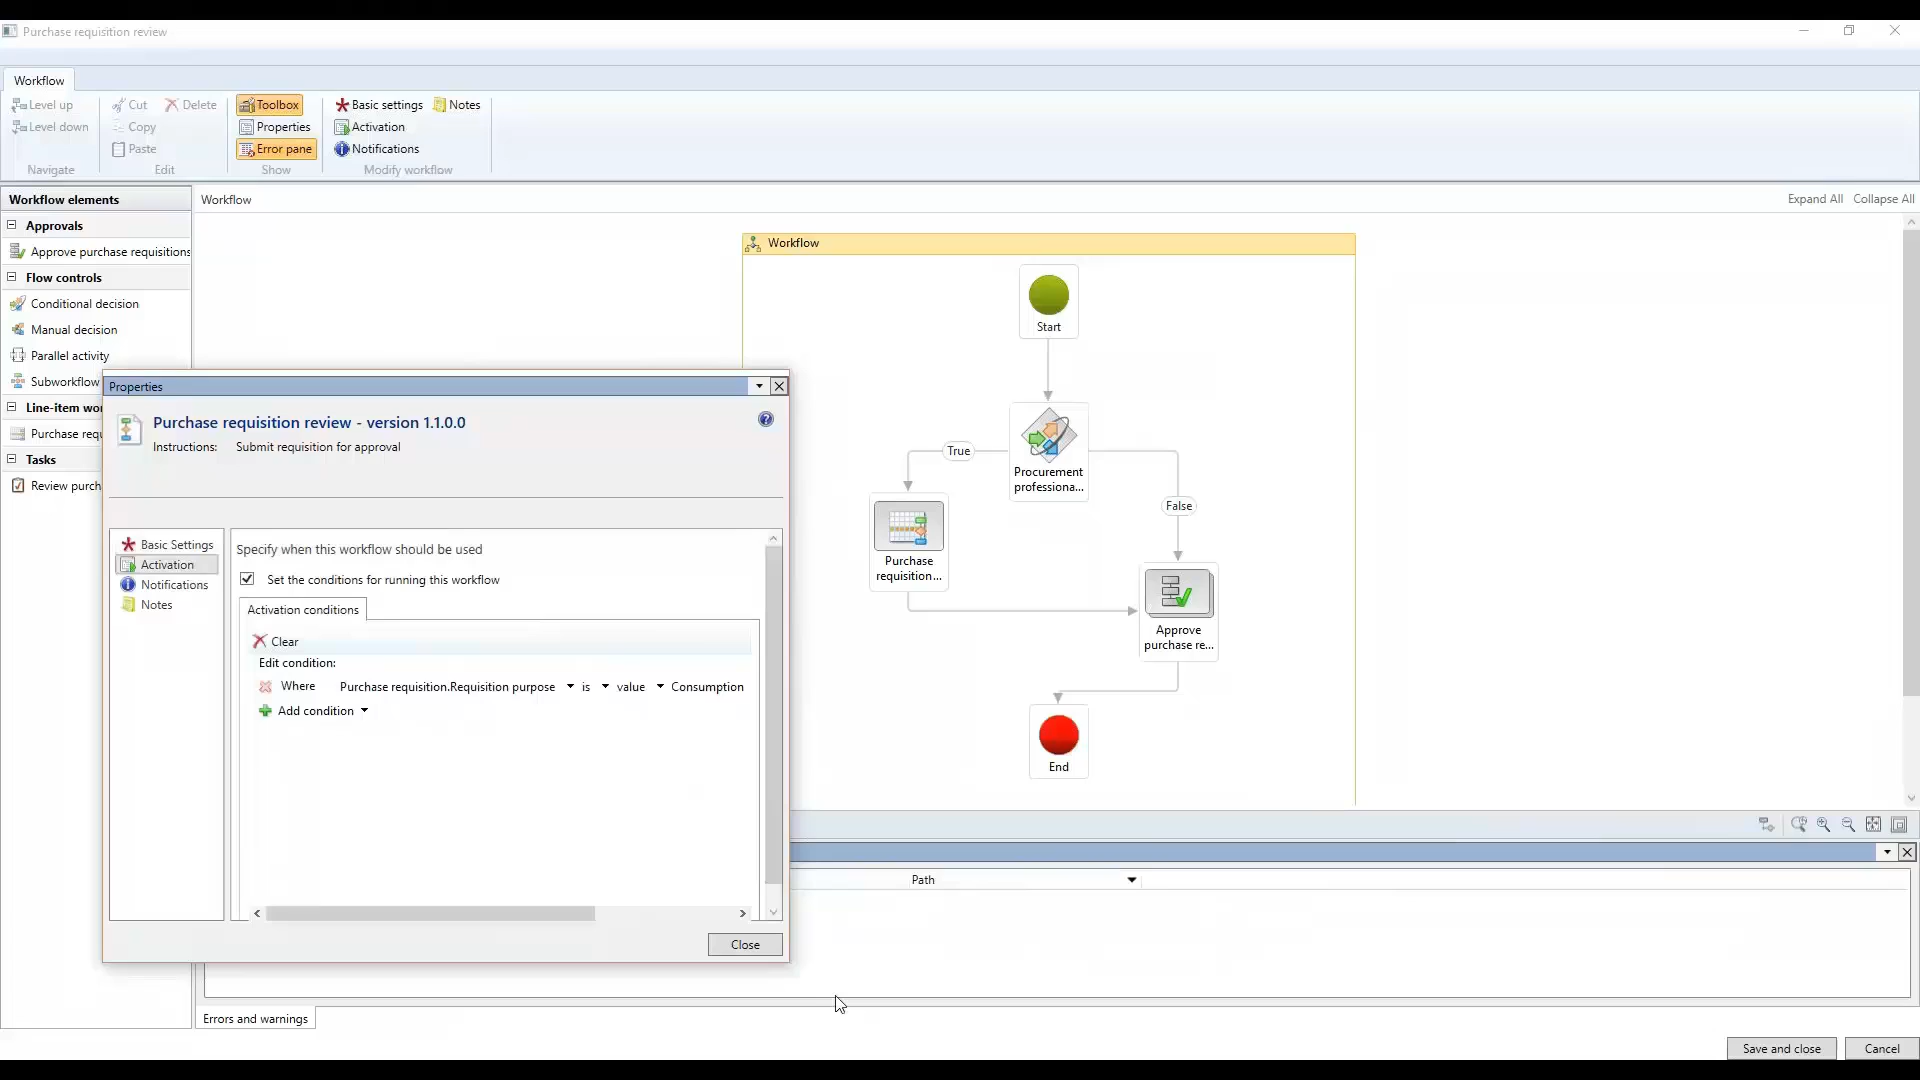 Purchase requisition review
Workflow
Level up
Cut
Delete
Toolbox
Basic settings
Notes
Level down
Copy
Properties
Activation
Paste
Error pane
Notifications
Navigate
Edit
Show
Modify workflow
Workflow elements
Workflow
Expand All
Collapse All
Approvals
Approve purchase requisitions
Flow controls
Conditional decision
Manual decision
Parallel activity
Subworkflow
Line-item wor
Purchase requ
Tasks
Review purch
Workflow
Start
Procurement
professiona...
True
False
Purchase
requisition...
Approve
purchase re...
End
Properties
Purchase requisition review - version 1.1.0.0
Instructions: Submit requisition for approval
Basic Settings
Activation
Notifications
Notes
Specify when this workflow should be used
Set the conditions for running this workflow
Activation conditions
Clear
Edit condition:
Where Purchase requisition.Requisition purpose is value Consumption
Add condition
Close
Path
Errors and warnings
Save and close
Cancel